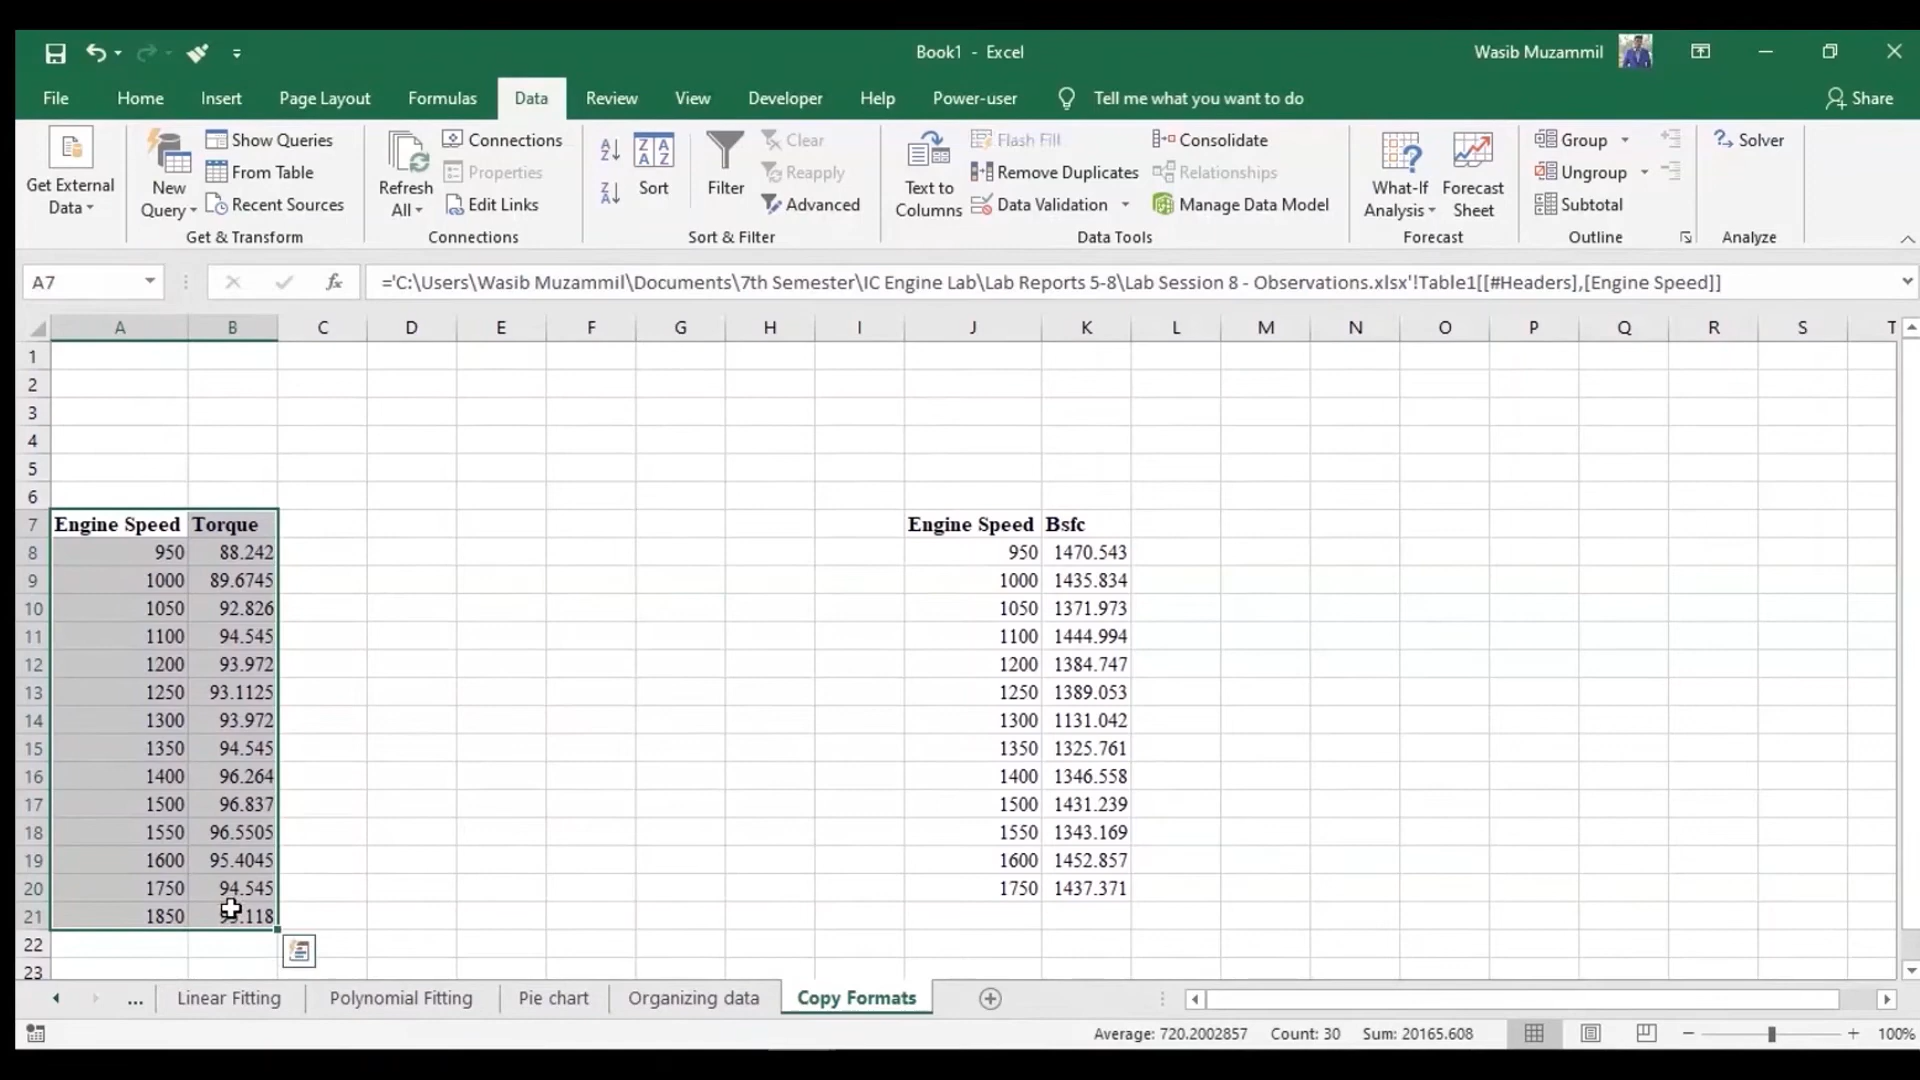 Book1 - Excel
Wasib Muzammil
File Home Insert Page Layout Formulas Data Review View Developer Help Power-user Tell me what you want to do Share
Get External Data
New Query
Show Queries
From Table
Recent Sources
Get & Transform
Refresh All
Connections
Properties
Edit Links
Connections
Sort
Filter
Clear
Reapply
Advanced
Sort & Filter
Text to Columns
Flash Fill
Remove Duplicates
Data Validation
Consolidate
Relationships
Manage Data Model
Data Tools
What-If Analysis
Forecast Sheet
Forecast
Group
Ungroup
Subtotal
Outline
Solver
Analyze
A7 fx ='C:\Users\Wasib Muzammil\Documents\7th Semester\IC Engine Lab\Lab Reports 5-8\Lab Session 8 - Observations.xlsx'!Table1[[#Headers],[Engine Speed]]
A B C D E F G H I J K L M N O P Q R S T
1
2
3
4
5
6
7 Engine Speed Torque Engine Speed Bsfc
8 950 88.242 950 1470.543
9 1000 89.6745 1000 1435.834
10 1050 92.826 1050 1371.973
11 1100 94.545 1100 1444.994
12 1200 93.972 1200 1384.747
13 1250 93.1125 1250 1389.053
14 1300 93.972 1300 1131.042
15 1350 94.545 1350 1325.761
16 1400 96.264 1400 1346.558
17 1500 96.837 1500 1431.239
18 1550 96.5505 1550 1343.169
19 1600 95.4045 1600 1452.857
20 1750 94.545 1750 1437.371
21 1850
22
23
... Linear Fitting Polynomial Fitting Pie chart Organizing data Copy Formats
Average: 720.2002857 Count: 30 Sum: 20165.608 100%